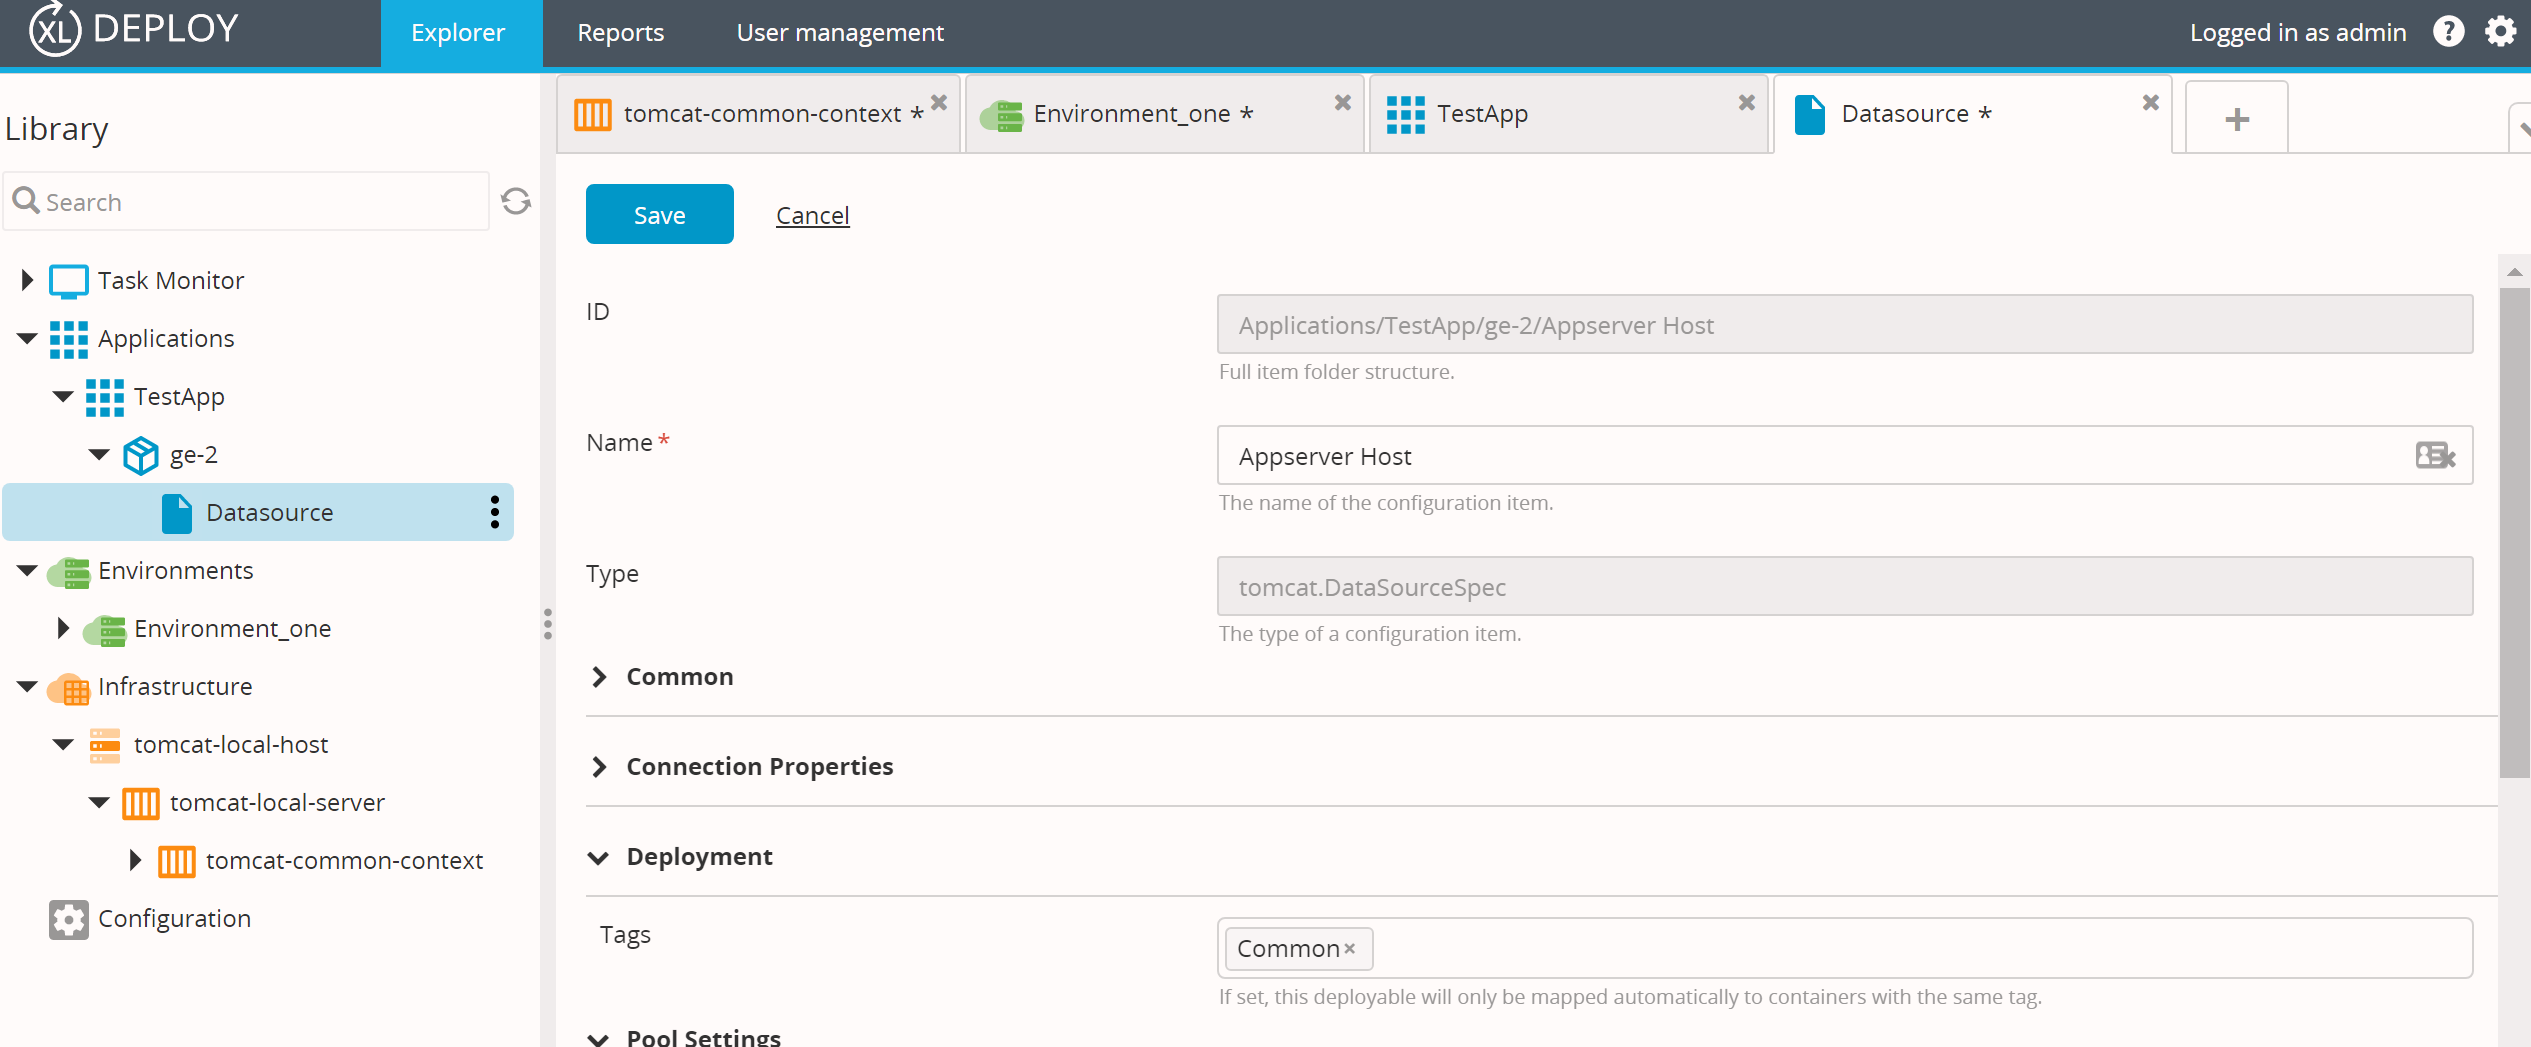 XL DEPLOY Explorer Reports User management Logged in as admin ?
Library
tomcat-common-context * Environment_one * TestApp Datasource * +
Search
Save Cancel
Task Monitor
Applications
TestApp
ge-2
Datasource
Environments
Environment_one
Infrastructure
tomcat-local-host
tomcat-local-server
tomcat-common-context
Configuration
ID
Applications/TestApp/ge-2/Appserver Host
Full item folder structure.
Name *
Appserver Host
The name of the configuration item.
Type
tomcat.DataSourceSpec
The type of a configuration item.
Common
Connection Properties
Deployment
Tags
Common ×
If set, this deployable will only be mapped automatically to containers with the same tag.
Pool Settings